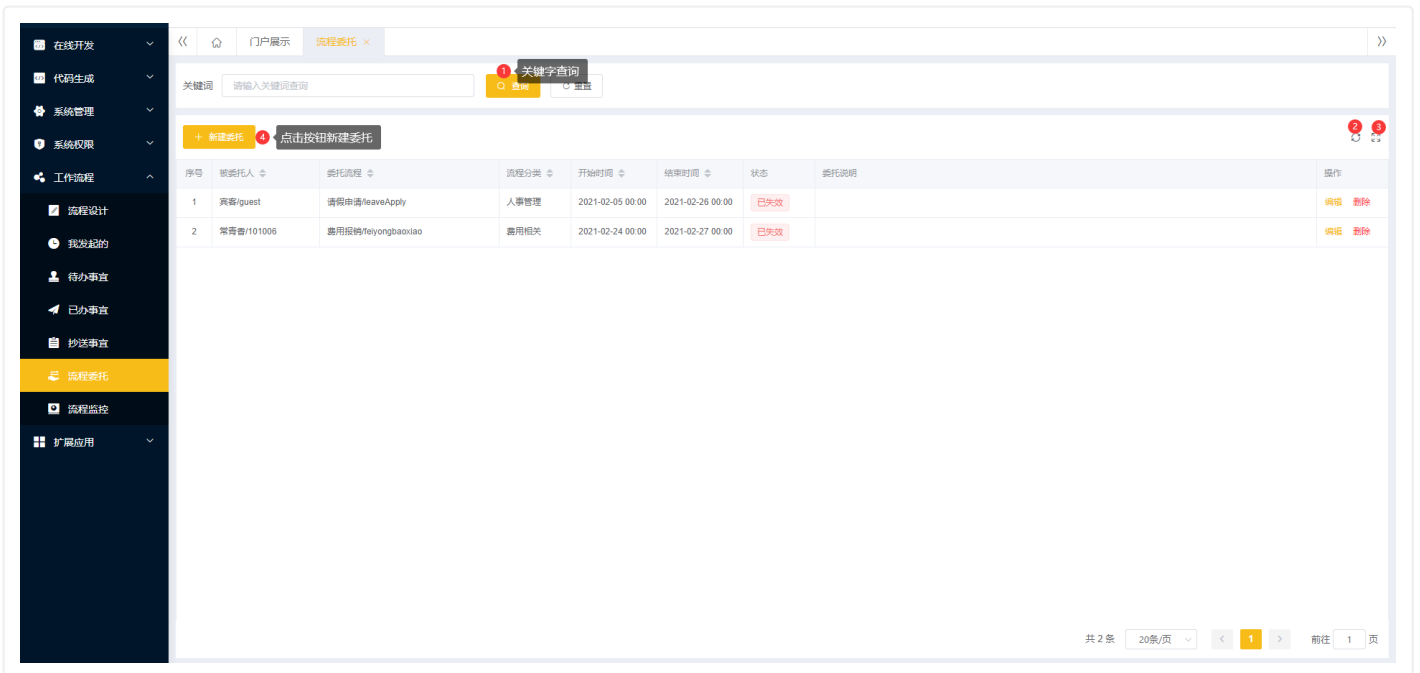 在线开发
代码生成
系统管理
系统权限
工作流程
流程设计
我发起的
待办事宜
已办事宜
抄送事宜
流程委托
流程监控
扩展应用
门户展示 流程委托
关键词 请输入关键词查询 查询 重置
1 关键字查询
新建委托 4 点击按钮新建委托 2 3
序号 被委托人 委托流程 流程分类 开始时间 结束时间 状态 委托说明 操作
1 宾客/guest 请假申请/leaveApply 人事管理 2021-02-05 00:00 2021-02-26 00:00 已失效 编辑 删除
2 常青香/101006 费用报销/feiyongbaoxiao 费用相关 2021-02-24 00:00 2021-02-27 00:00 已失效 编辑 删除
共 2 条 20条/页 1 前往 1 页